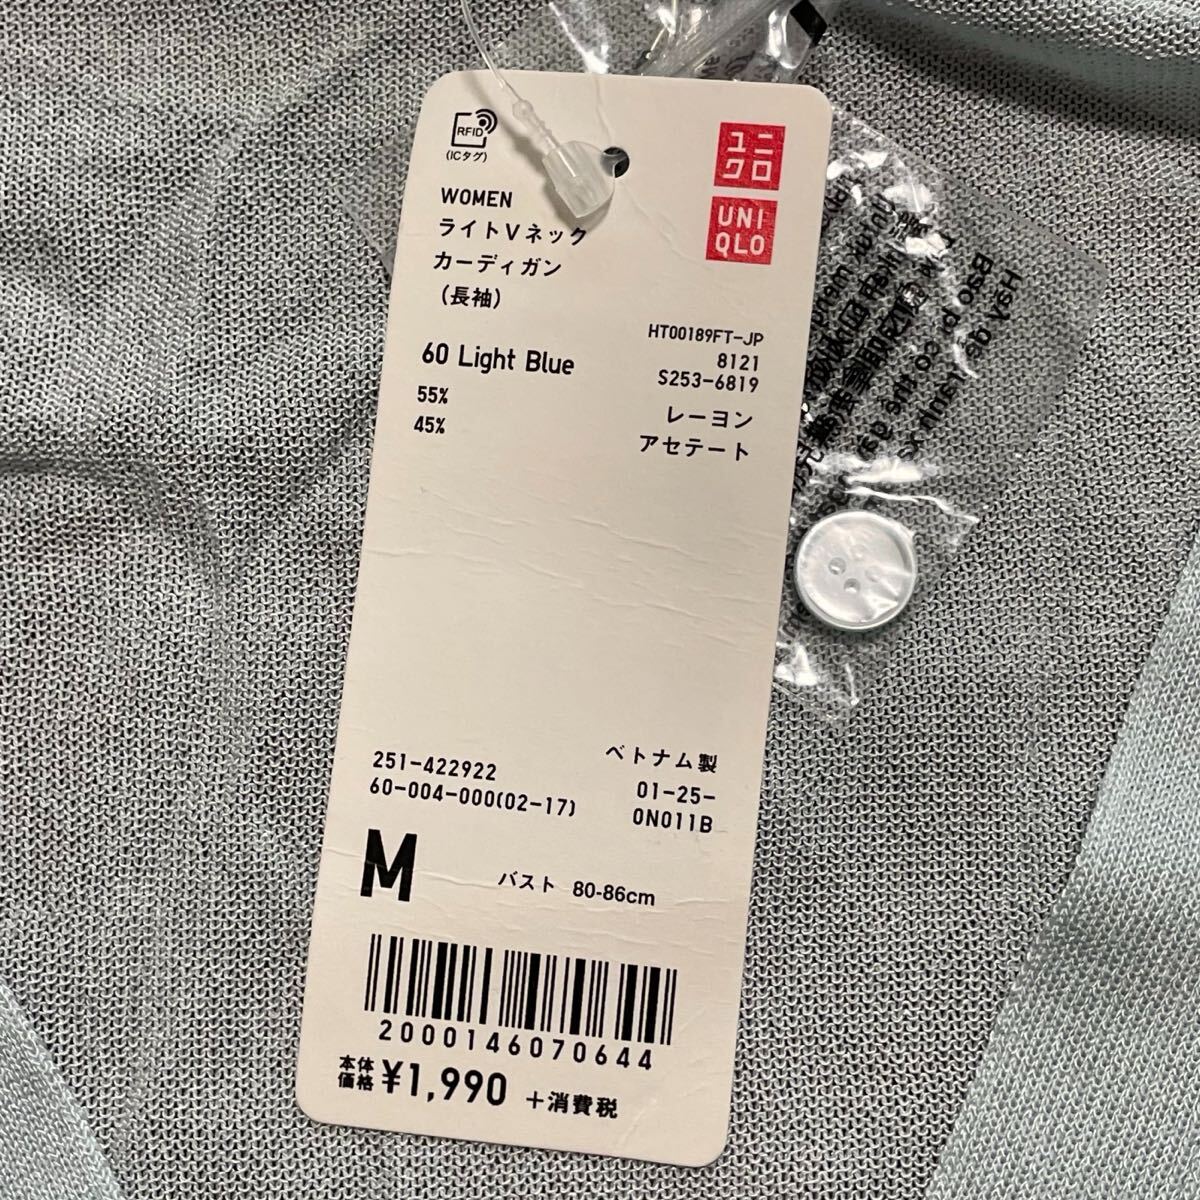 RFID
(ICタグ)
ユニ
クロ
UNI
QLO
WOMEN
ライトVネック
カーディガン
(長袖)
HT00189FT-JP
8121
S253-6819
60 Light Blue
55% レーヨン
45% アセテート
251-422922 ベトナム製
60-004-000(02-17) 01-25-
0N011B
M バスト 80-86cm
2000146070644
本体価格 ¥1,990 +消費税